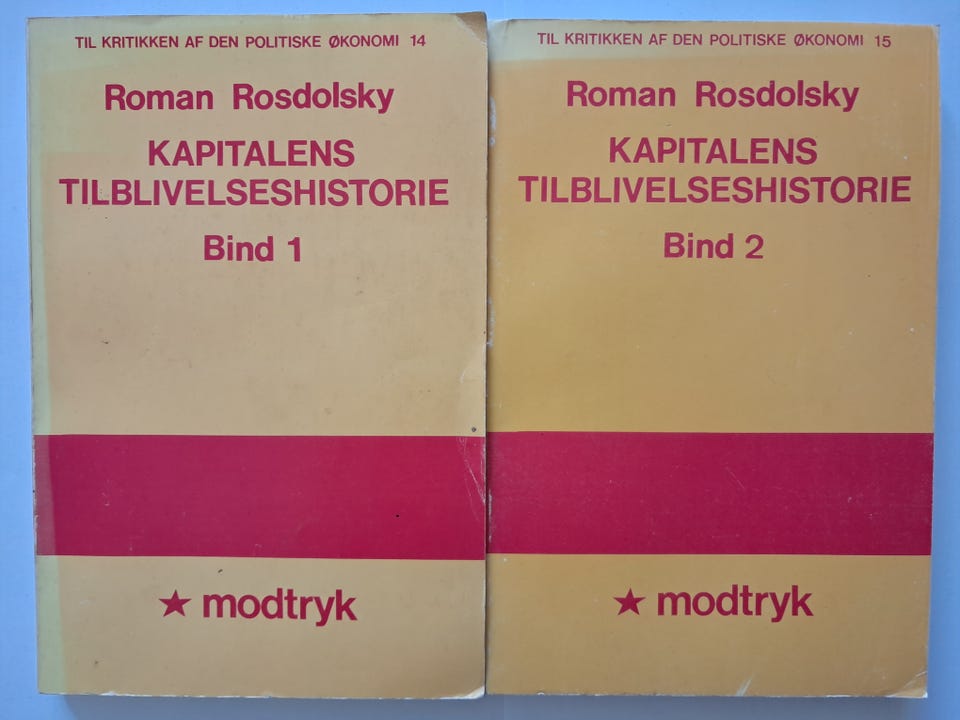 TIL KRITIKKEN AF DEN POLITISKE ØKONOMI 14
Roman Rosdolsky
KAPITALENS
TILBLIVELSESHISTORIE
Bind 1
★ modtryk
TIL KRITIKKEN AF DEN POLITISKE ØKONOMI 15
Roman Rosdolsky
KAPITALENS
TILBLIVELSESHISTORIE
Bind 2
★ modtryk